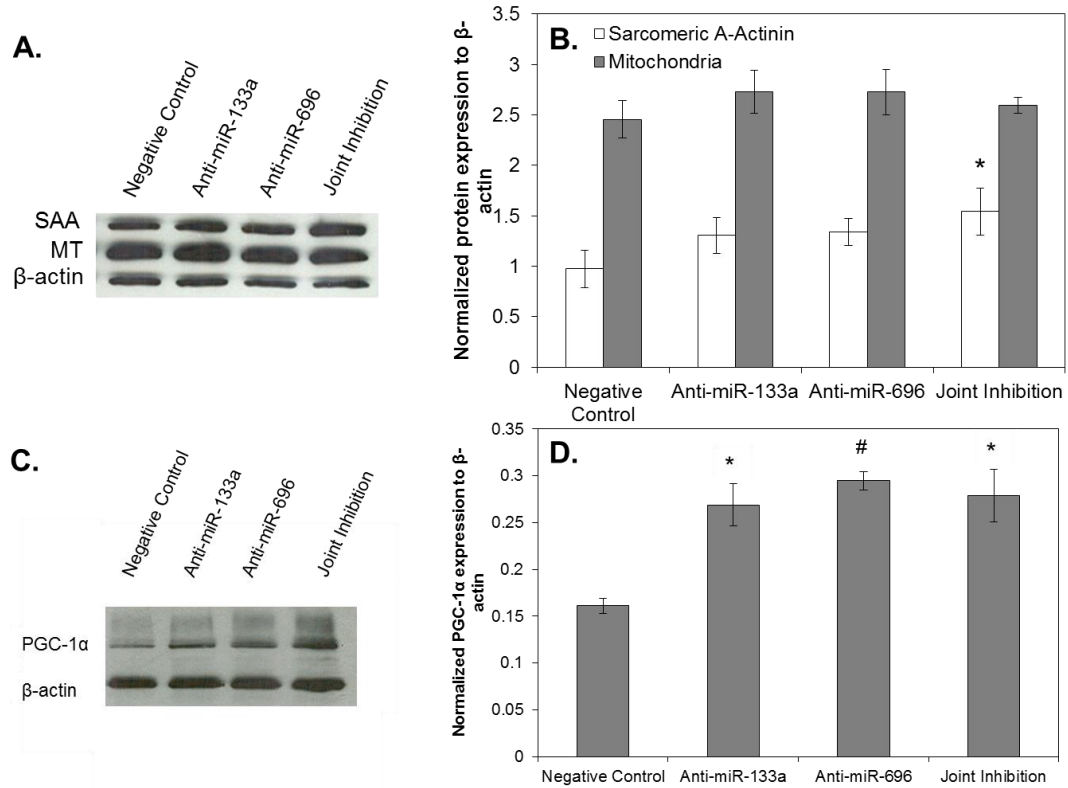 A.
Negative Control
Anti-miR-133a
Anti-miR-696
Joint Inhibition
SAA
MT
β-actin
B.
Sarcomeric A-Actinin
Mitochondria
Normalized protein expression to β-
actin
3.5
3
2.5
2
1.5
1
0.5
0
*
Negative
Control
Anti-miR-133a
Anti-miR-696
Joint Inhibition
C.
Negative Control
Anti-miR-133a
Anti-miR-696
Joint Inhibition
PGC-1α
β-actin
D.
Normalized PGC-1α expression to β-
actin
0.35
0.3
0.25
0.2
0.15
0.1
0.05
0
*
#
*
Negative Control
Anti-miR-133a
Anti-miR-696
Joint Inhibition